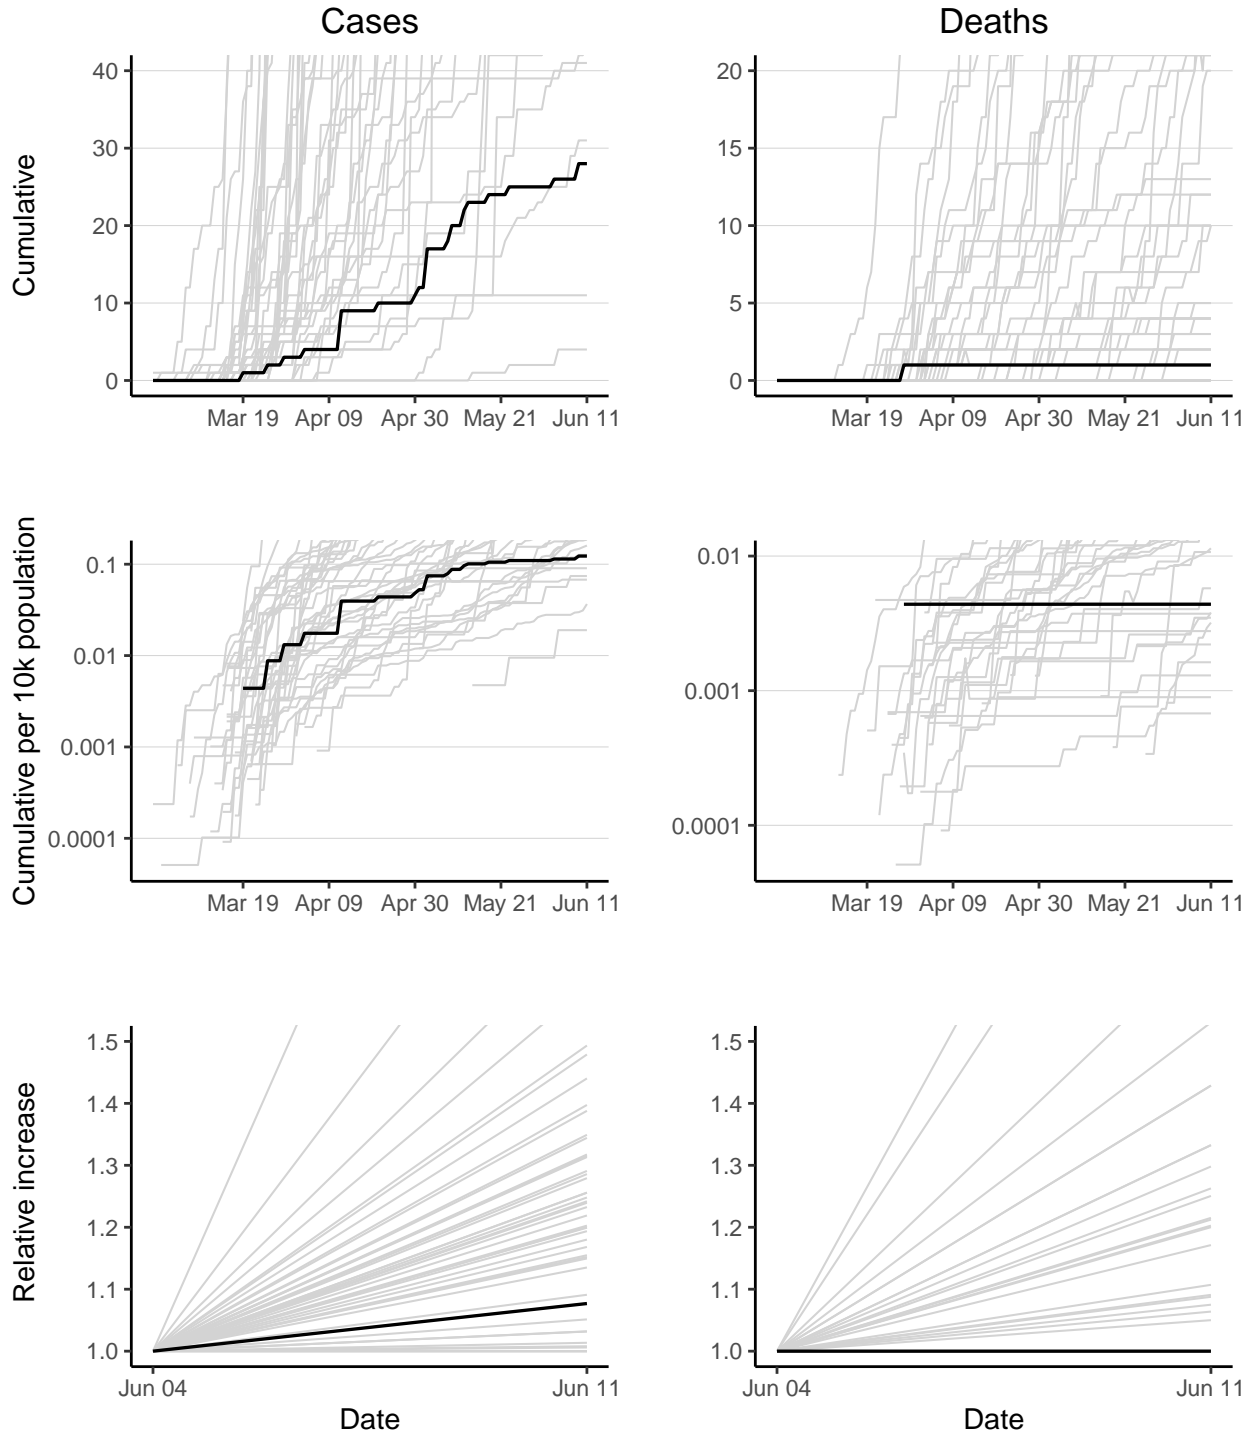 Cases
Deaths
Cumulative
40
30
20
10
0
Mar 19 Apr 09 Apr 30 May 21 Jun 11
20
15
10
5
0
Mar 19 Apr 09 Apr 30 May 21 Jun 11
Cumulative per 10k population
0.1
0.01
0.001
0.0001
Mar 19 Apr 09 Apr 30 May 21 Jun 11
0.01
0.001
0.0001
Mar 19 Apr 09 Apr 30 May 21 Jun 11
Relative increase
1.5
1.4
1.3
1.2
1.1
1.0
Jun 04 Jun 11
Date
1.5
1.4
1.3
1.2
1.1
1.0
Jun 04 Jun 11
Date